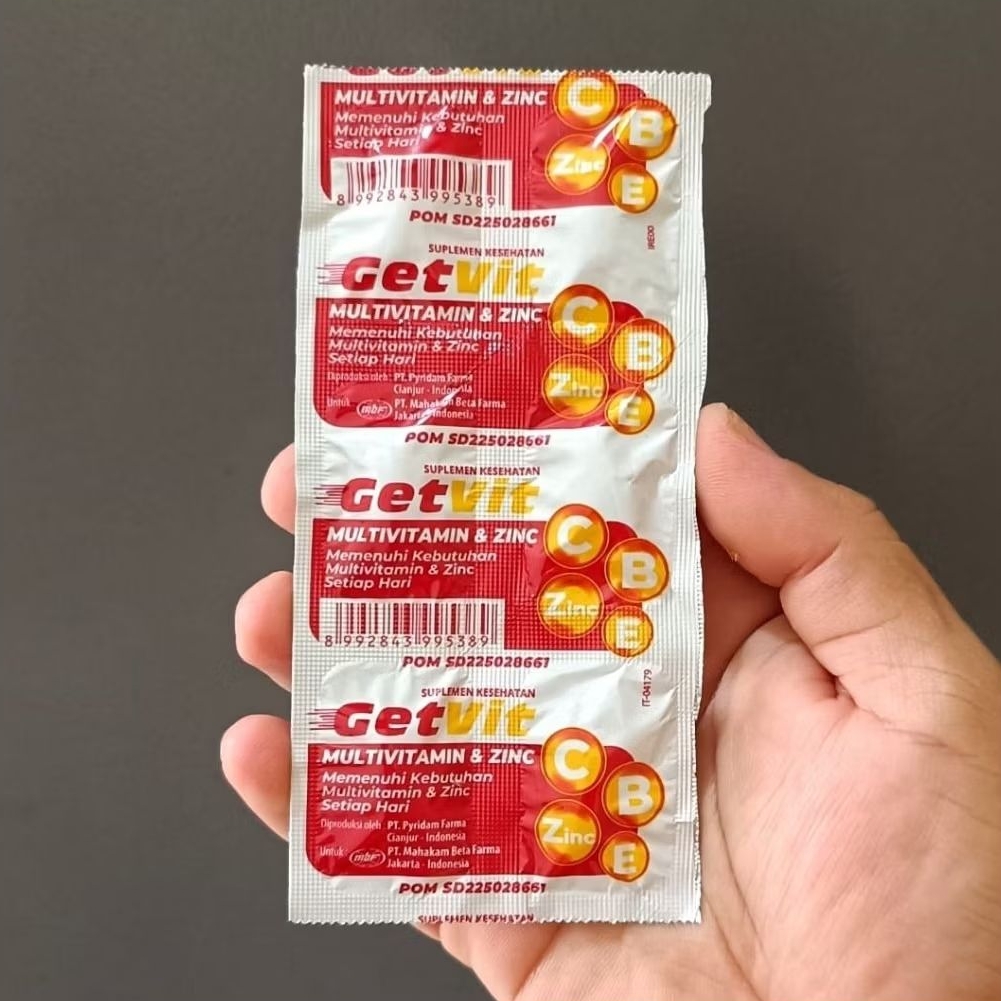 MULTIVITAMIN & ZINC
Memenuhi Kebutuhan
Multivitamin & Zinc
Setiap Hari
C
B
Zinc
E
8 992843 995389
POM SD225028661
SUPLEMEN KESEHATAN
GetVit
MULTIVITAMIN & ZINC
Memenuhi Kebutuhan
Multivitamin & Zinc
Setiap Hari
C
B
Zinc
E
Diproduksi oleh : PT. Pyridam Farma
Cianjur - Indonesia
Untuk : mbf PT. Mahakam Beta Farma
Jakarta - Indonesia
POM SD225028661
SUPLEMEN KESEHATAN
GetVit
MULTIVITAMIN & ZINC
Memenuhi Kebutuhan
Multivitamin & Zinc
Setiap Hari
C
B
Zinc
E
8 992843 995389
POM SD225028661
IT-04179
SUPLEMEN KESEHATAN
GetVit
MULTIVITAMIN & ZINC
Memenuhi Kebutuhan
Multivitamin & Zinc
Setiap Hari
C
B
Zinc
E
Diproduksi oleh : PT. Pyridam Farma
Cianjur - Indonesia
Untuk : mbf PT. Mahakam Beta Farma
Jakarta - Indonesia
POM SD225028661
SUPLEMEN KESEHATAN